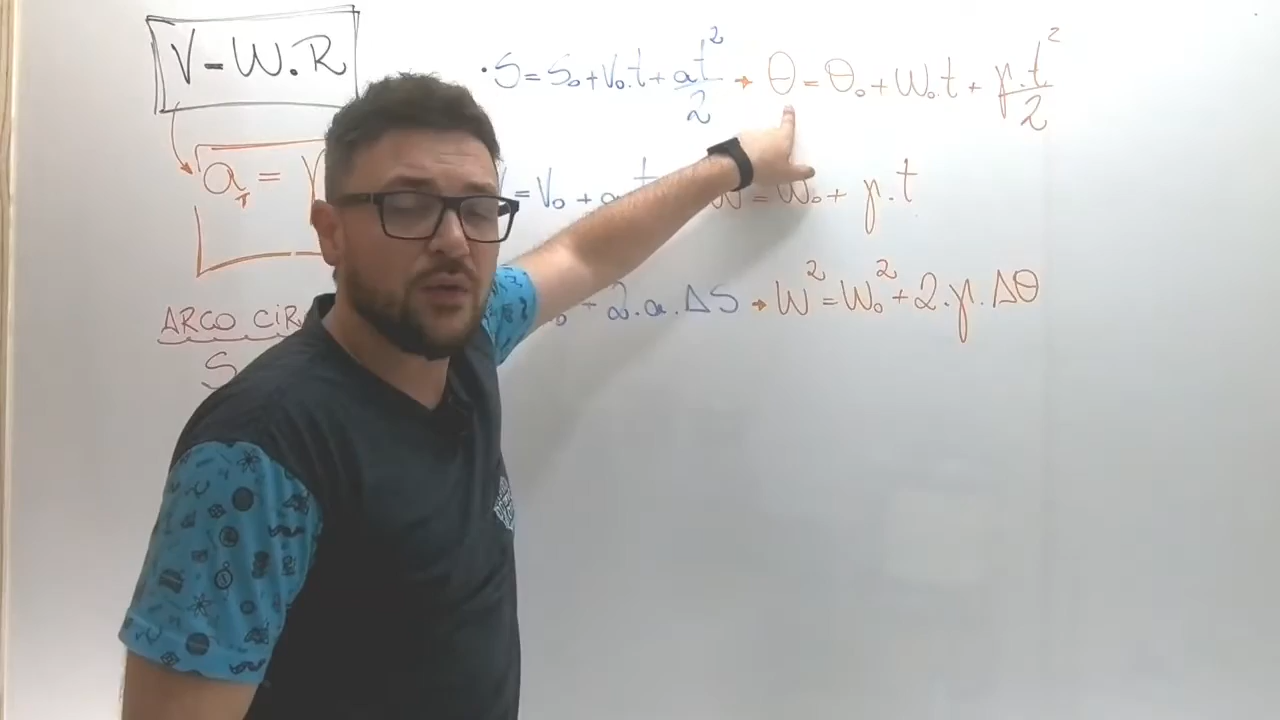 V = W.R
• S = S₀ + V₀.t + at²/2 → θ = θ₀ + W₀.t + γ.t²/2
a_T = γ
= V₀ + a t W = W₀ + γ.t
₀ + 2.a.ΔS → W² = W₀² + 2.γ.Δθ
ARCO CIR
S